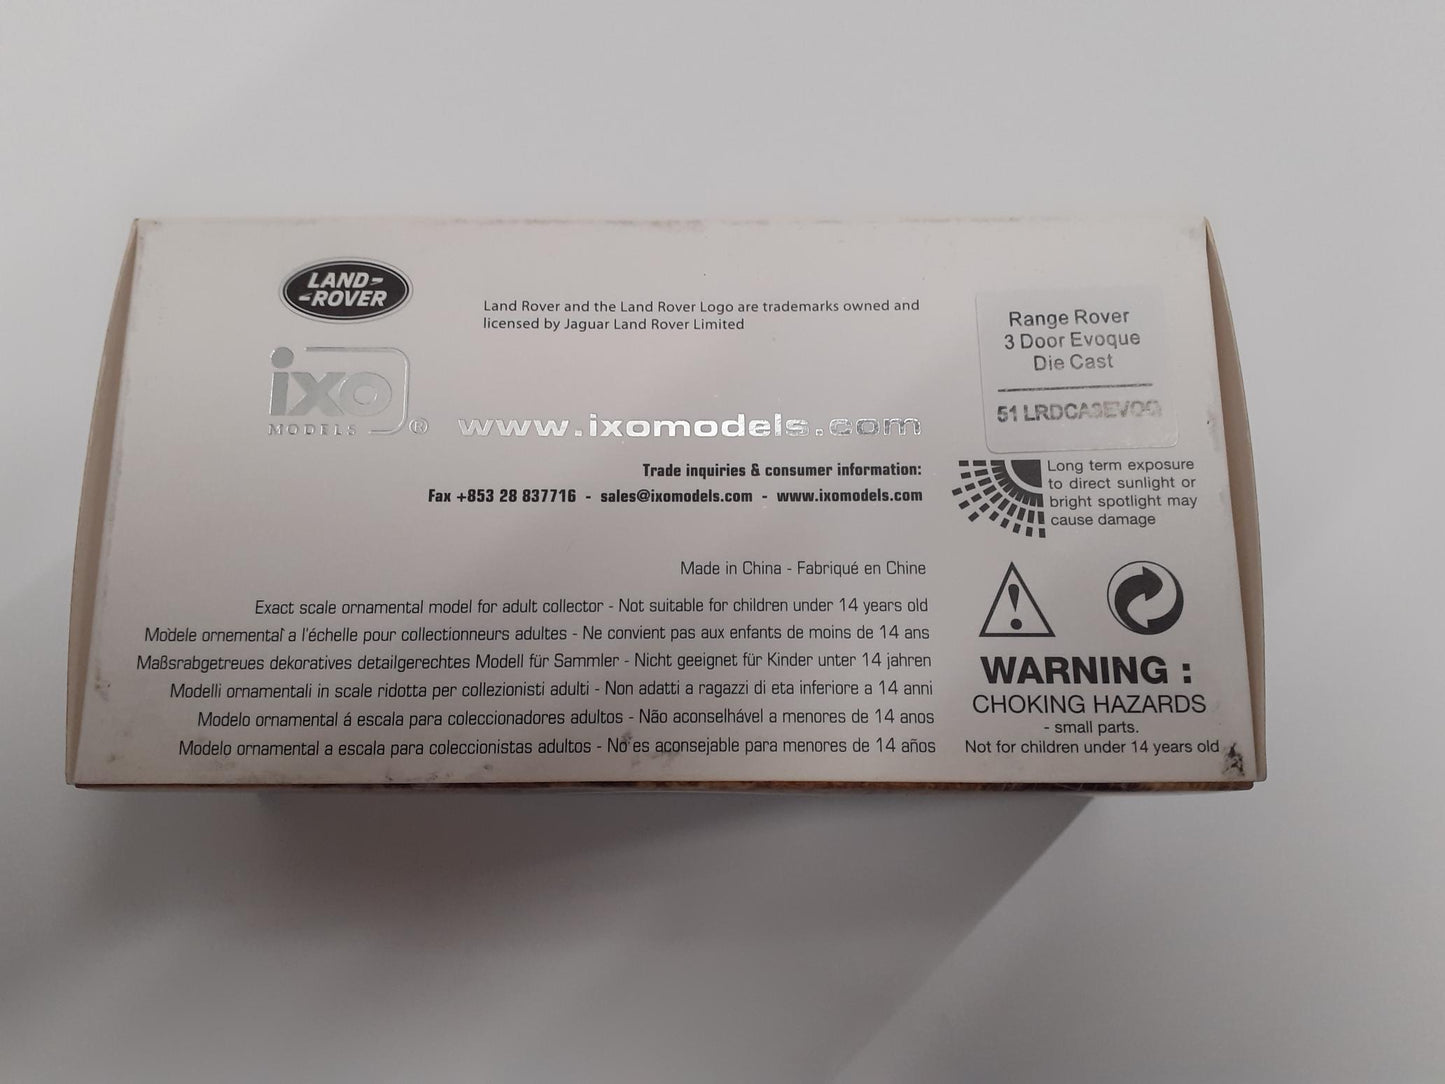 LAND-
-ROVER
Land Rover and the Land Rover Logo are trademarks owned and
licensed by Jaguar Land Rover Limited
ixo
MODELS ®
www.ixomodels.com
Trade inquiries & consumer information:
Fax +853 28 837716 - sales@ixomodels.com - www.ixomodels.com
Made in China - Fabriqué en Chine
Exact scale ornamental model for adult collector - Not suitable for children under 14 years old
Modèle ornemental a l'échelle pour collectionneurs adultes - Ne convient pas aux enfants de moins de 14 ans
Maßsrabgetreues dekoratives detailgerechtes Modell für Sammler - Nicht geeignet für Kinder unter 14 jahren
Modelli ornamentali in scale ridotta per collezionisti adulti - Non adatti a ragazzi di eta inferiore a 14 anni
Modelo ornamental á escala para coleccionadores adultos - Não aconselhável a menores de 14 anos
Modelo ornamental a escala para coleccionistas adultos - No es aconsejable para menores de 14 años
Range Rover
3 Door Evoque
Die Cast
51 LRDCA3EVOQ
Long term exposure
to direct sunlight or
bright spotlight may
cause damage
WARNING :
CHOKING HAZARDS
- small parts.
Not for children under 14 years old